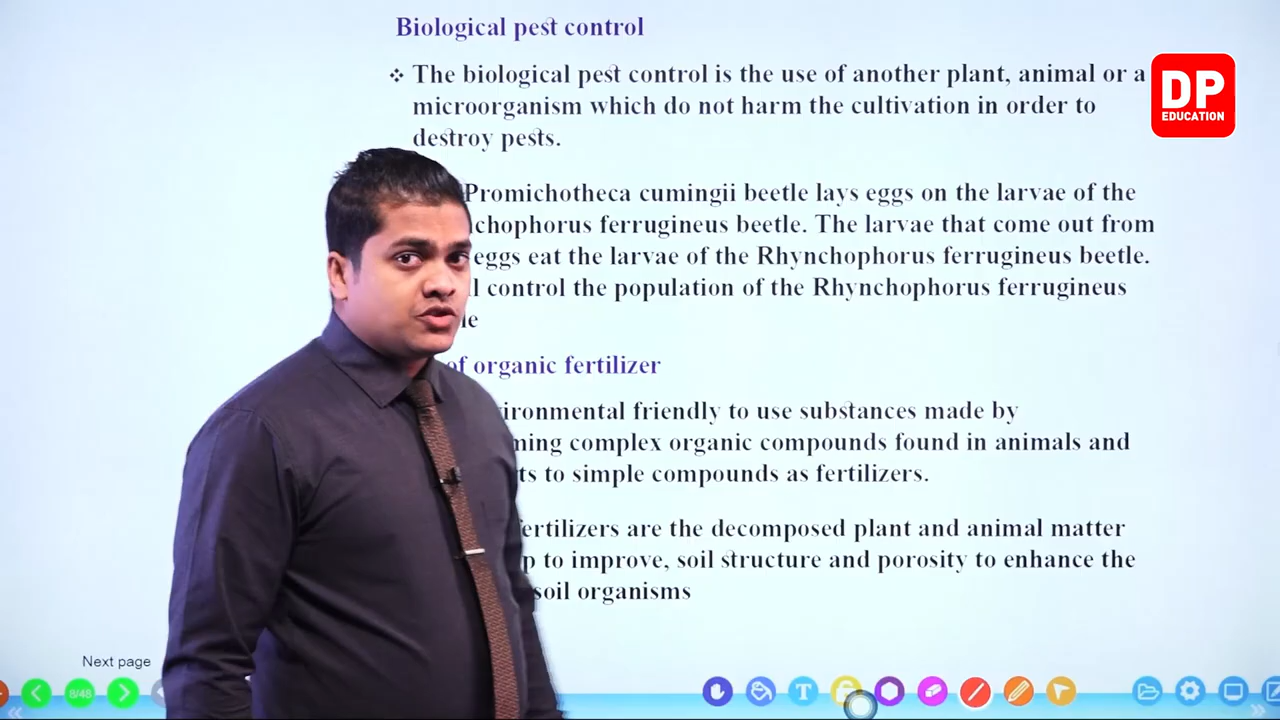 Biological pest control
❖ The biological pest control is the use of another plant, animal or a
microorganism which do not harm the cultivation in order to
destroy pests.
DP
EDUCATION
Promichotheca cumingii beetle lays eggs on the larvae of the
chophorus ferrugineus beetle. The larvae that come out from
eggs eat the larvae of the Rhynchophorus ferrugineus beetle.
l control the population of the Rhynchophorus ferrugineus
le
of organic fertilizer
vironmental friendly to use substances made by
ming complex organic compounds found in animals and
ts to simple compounds as fertilizers.
fertilizers are the decomposed plant and animal matter
p to improve, soil structure and porosity to enhance the
soil organisms
Next page
8/48